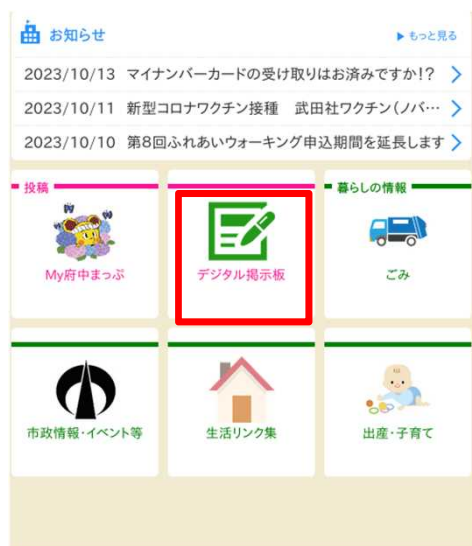 お知らせ
▶ もっと見る
2023/10/13 マイナンバーカードの受け取りはお済みですか!?
2023/10/11 新型コロナワクチン接種 武田社ワクチン(ノバ…
2023/10/10 第8回ふれあいウォーキング申込期間を延長します
投稿
暮らしの情報
My府中まっぷ
デジタル掲示板
ごみ
市政情報・イベント等
生活リンク集
出産・子育て